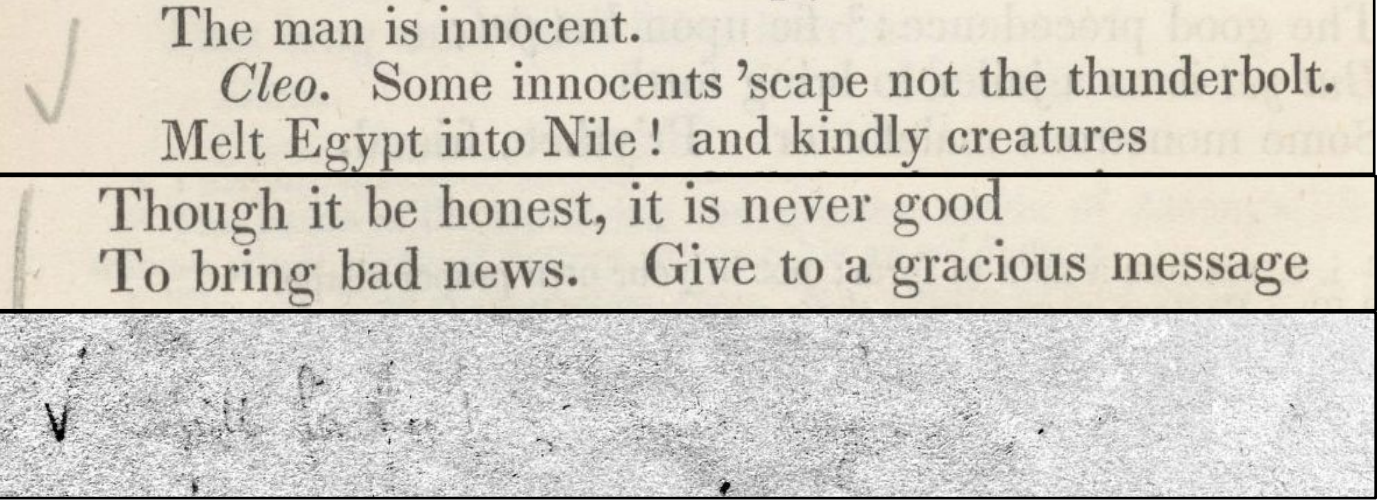 The man is innocent.
Cleo. Some innocents 'scape not the thunderbolt.
Melt Egypt into Nile! and kindly creatures
Though it be honest, it is never good
To bring bad news. Give to a gracious message